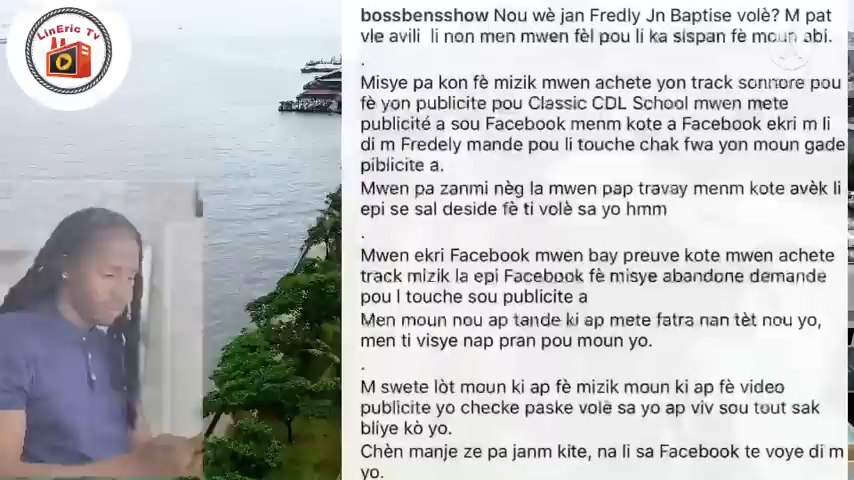 LinEric Tv
bossbensshow Nou wè jan Fredly Jn Baptise volè? M pat
vle avili li non men mwen fèl pou li ka sispan fè moun abi.
.
Misye pa kon fè mizik mwen achete yon track sonnore pou
fè yon publicite pou Classic CDL School mwen mete
publicité a sou Facebook menm kote a Facebook ekri m li
di m Fredely mande pou li touche chak fwa yon moun gade
piblicite a.
Mwen pa zanmi nèg la mwen pap travay menm kote avèk li
epi se sal deside fè ti volè sa yo hmm
.
Mwen ekri Facebook mwen bay preuve kote mwen achete
track mizik la epi Facebook fè misye abandone demande
pou l touche sou publicite a
Men moun nou ap tande ki ap mete fatra nan tèt nou yo,
men ti visye nap pran pou moun yo.
.
M swete lòt moun ki ap fè mizik moun ki ap fè video
publicite yo checke paske volè sa yo ap viv sou tout sak
bliye kò yo.
Chèn manje ze pa janm kite, na li sa Facebook te voye di m
yo.